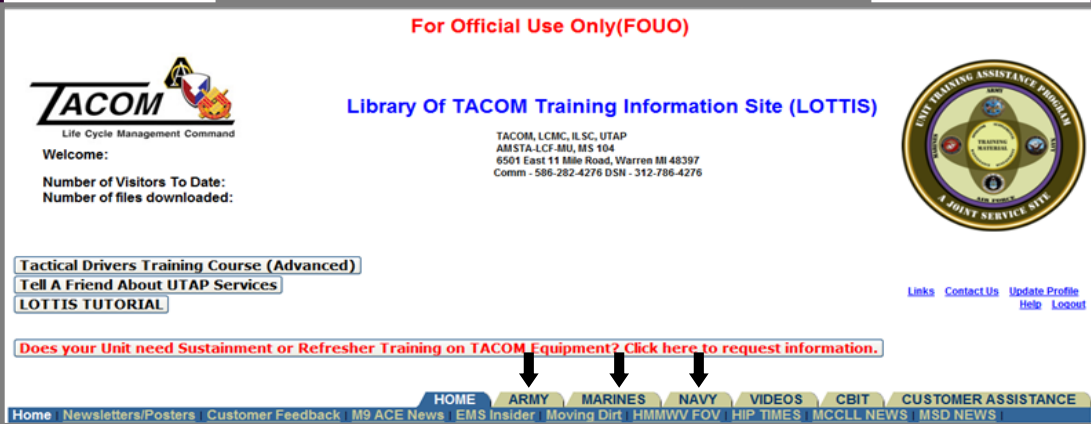 For Official Use Only(FOUO)
TACOM
Life Cycle Management Command
Library Of TACOM Training Information Site (LOTTIS)
TACOM, LCMC, ILSC, UTAP
AMSTA-LCF-MU, MS 104
6501 East 11 Mile Road, Warren MI 48397
Comm - 586-282-4276 DSN - 312-786-4276
UNIT TRAINING ASSISTANCE PROGRAM
ARMY
MARINES
TRAINING
MATERIAL
NAVY
AIR FORCE
A JOINT SERVICE SITE
Welcome:
Number of Visitors To Date:
Number of files downloaded:
Tactical Drivers Training Course (Advanced)
Tell A Friend About UTAP Services
LOTTIS TUTORIAL
Links Contact Us Update Profile
Help Logout
Does your Unit need Sustainment or Refresher Training on TACOM Equipment? Click here to request information.
HOME ARMY MARINES NAVY VIDEOS CBIT CUSTOMER ASSISTANCE
Home | Newsletters/Posters | Customer Feedback | M9 ACE News | EMS Insider | Moving Dirt | HMMWV FOV | HIP TIMES | MCCLL NEWS | MSD NEWS |